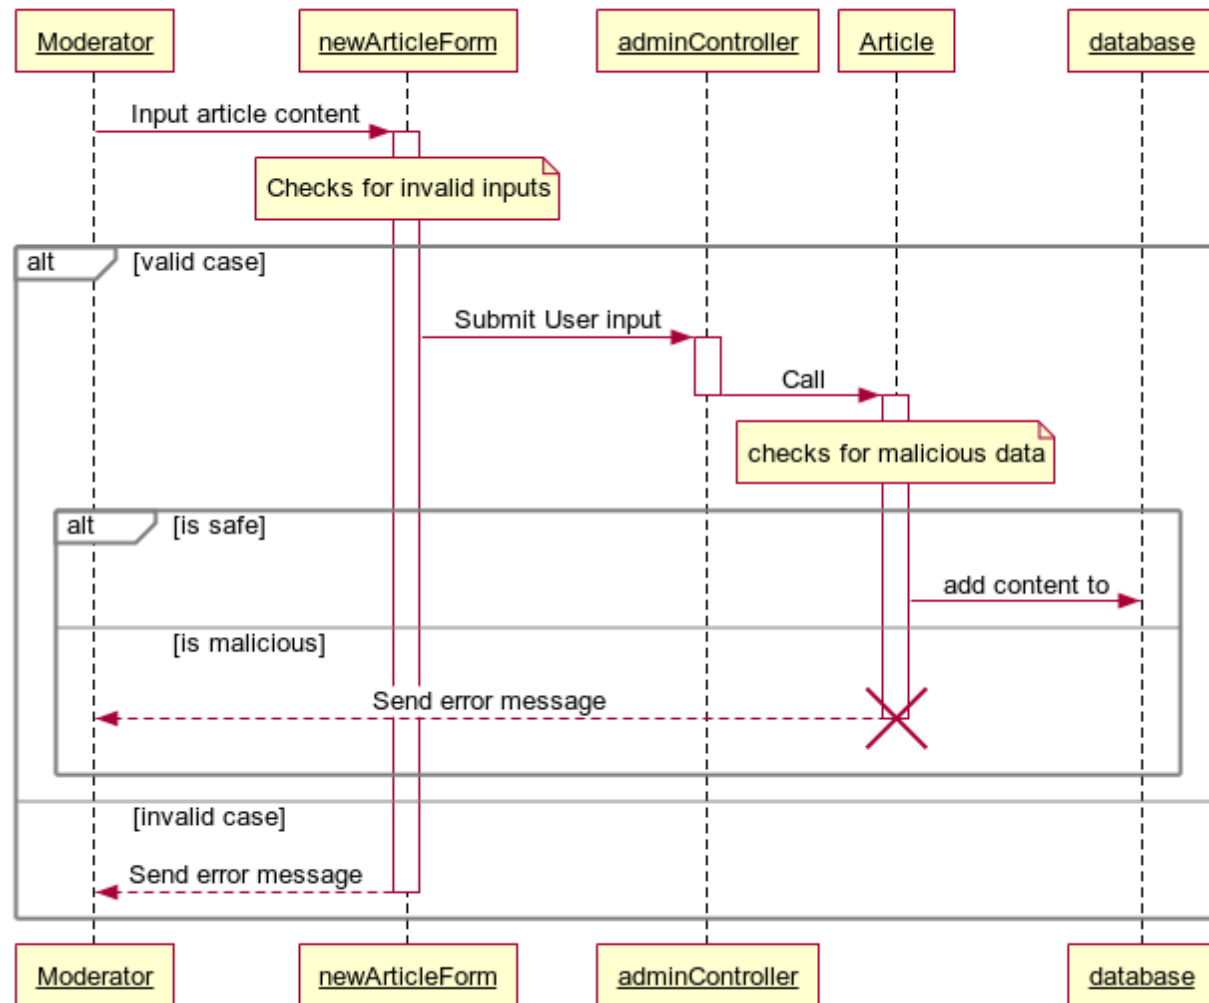 Moderator
newArticleForm
adminController
Article
database
Input article content
Checks for invalid inputs
alt
[valid case]
Submit User input
Call
checks for malicious data
alt
[is safe]
add content to
[is malicious]
Send error message
[invalid case]
Send error message
Moderator
newArticleForm
adminController
database